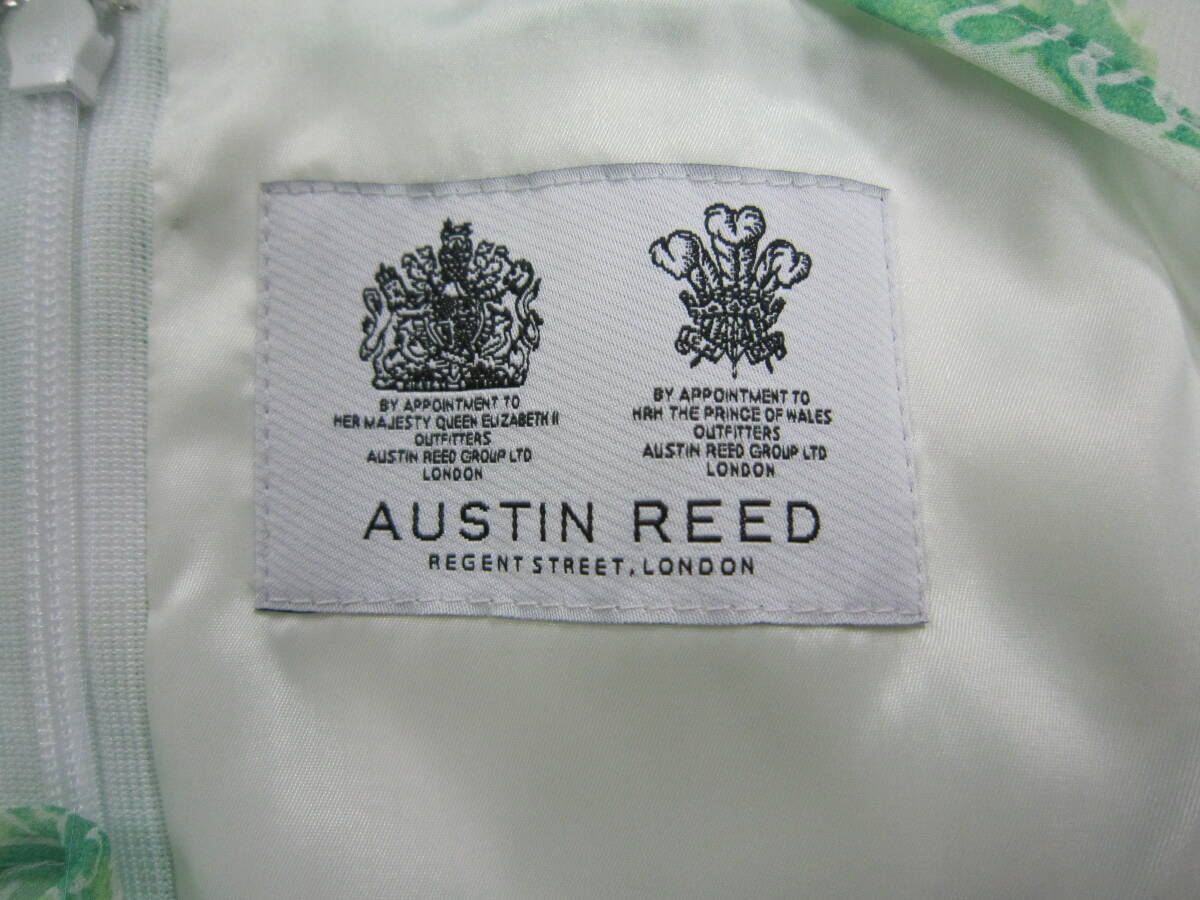 BY APPOINTMENT TO
HER MAJESTY QUEEN ELIZABETH II
OUTFITTERS
AUSTIN REED GROUP LTD
LONDON
BY APPOINTMENT TO
HRH THE PRINCE OF WALES
OUTFITTERS
AUSTIN REED GROUP LTD
LONDON
AUSTIN REED
REGENT STREET, LONDON